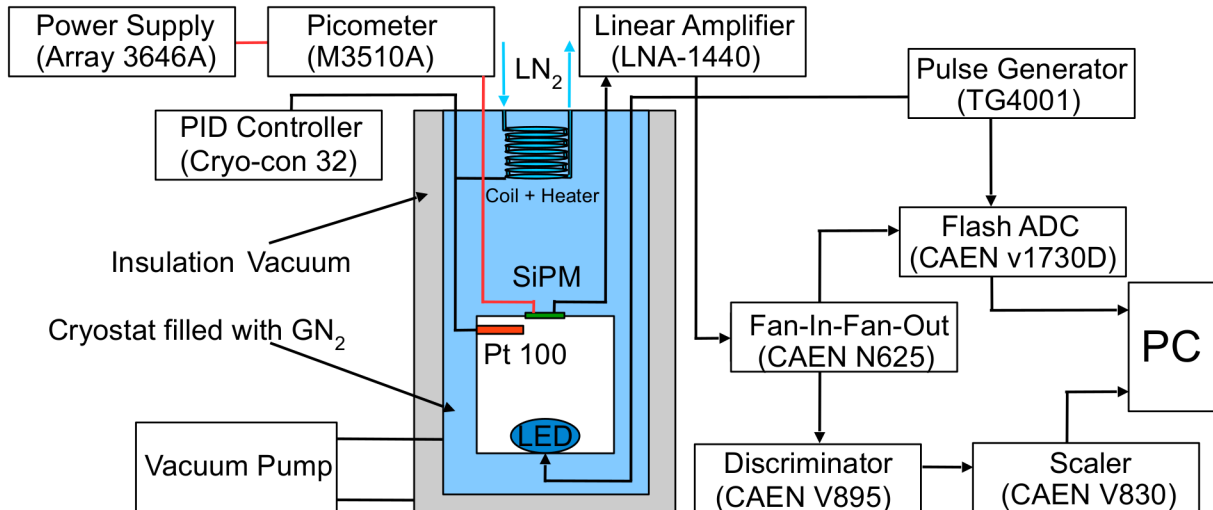 Power Supply
(Array 3646A)
Picometer
(M3510A)
LN2
Linear Amplifier
(LNA-1440)
Pulse Generator
(TG4001)
PID Controller
(Cryo-con 32)
Coil + Heater
Insulation Vacuum
SiPM
Flash ADC
(CAEN v1730D)
Cryostat filled with GN2
Pt 100
Fan-In-Fan-Out
(CAEN N625)
PC
LED
Vacuum Pump
Discriminator
(CAEN V895)
Scaler
(CAEN V830)